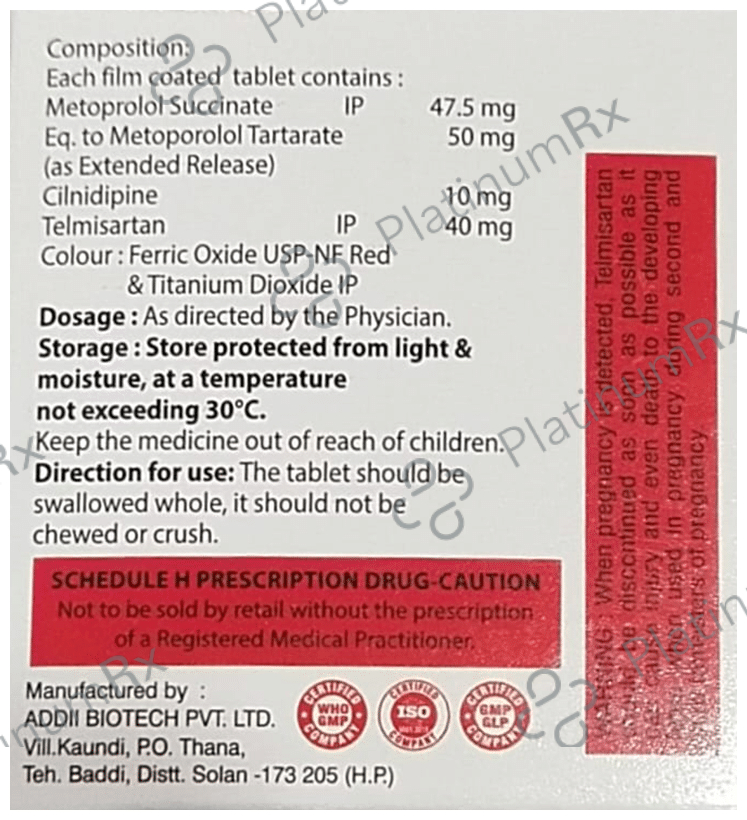 Composition:
Each film coated tablet contains :
Metoprolol Succinate IP 47.5 mg
Eq. to Metoporolol Tartarate 50 mg
(as Extended Release)
Cilnidipine 10 mg
Telmisartan IP 40 mg
Colour : Ferric Oxide USP-NF Red
& Titanium Dioxide IP
Dosage : As directed by the Physician.
Storage : Store protected from light &
moisture, at a temperature
not exceeding 30°C.
Keep the medicine out of reach of children.
Direction for use: The tablet should be
swallowed whole, it should not be
chewed or crush.
SCHEDULE H PRESCRIPTION DRUG-CAUTION
Not to be sold by retail without the prescription
of a Registered Medical Practitioner.
Manufactured by :
ADDII BIOTECH PVT. LTD.
Vill.Kaundi, P.O. Thana,
Teh. Baddi, Distt. Solan -173 205 (H.P.)
CERTIFIED WHO GMP COMPANY
CERTIFIED ISO COMPANY
CERTIFIED GMP GLP COMPANY
WARNING When pregnancy is detected, Telmisartan
should be discontinued as soon as possible as it
can cause injury and even death to the developing
when used in pregnancy during second and
trimesters of pregnancy
PlatinumRx